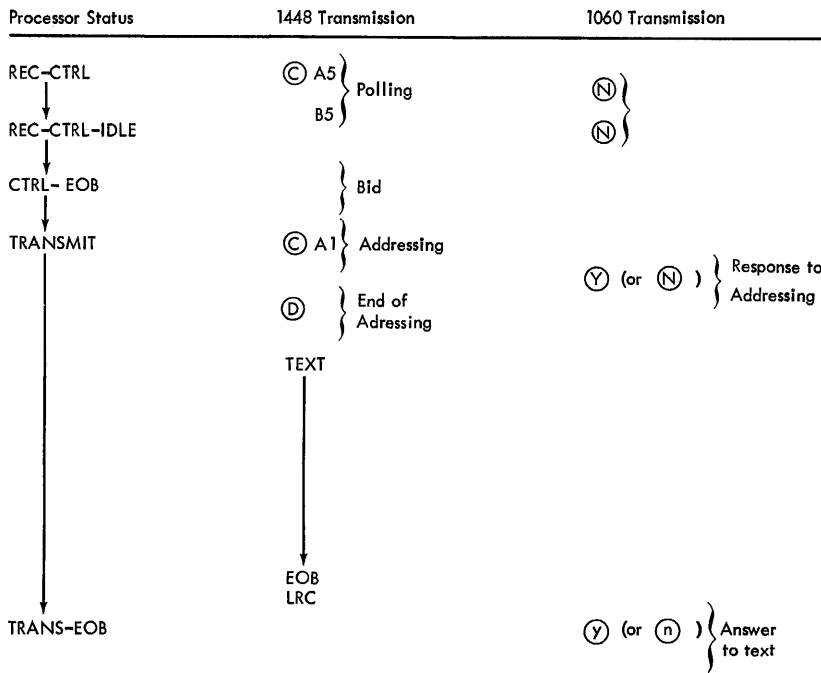 Processor Status 1448 Transmission 1060 Transmission
REC-CTRL Ⓒ A5 Polling Ⓝ
B5
REC-CTRL-IDLE Ⓝ
CTRL-EOB Bid
TRANSMIT Ⓒ A1 Addressing
Ⓨ (or Ⓝ ) Response to
Addressing
Ⓓ End of
Adressing
TEXT
EOB
LRC
TRANS-EOB ⓨ (or ⓝ ) Answer
to text